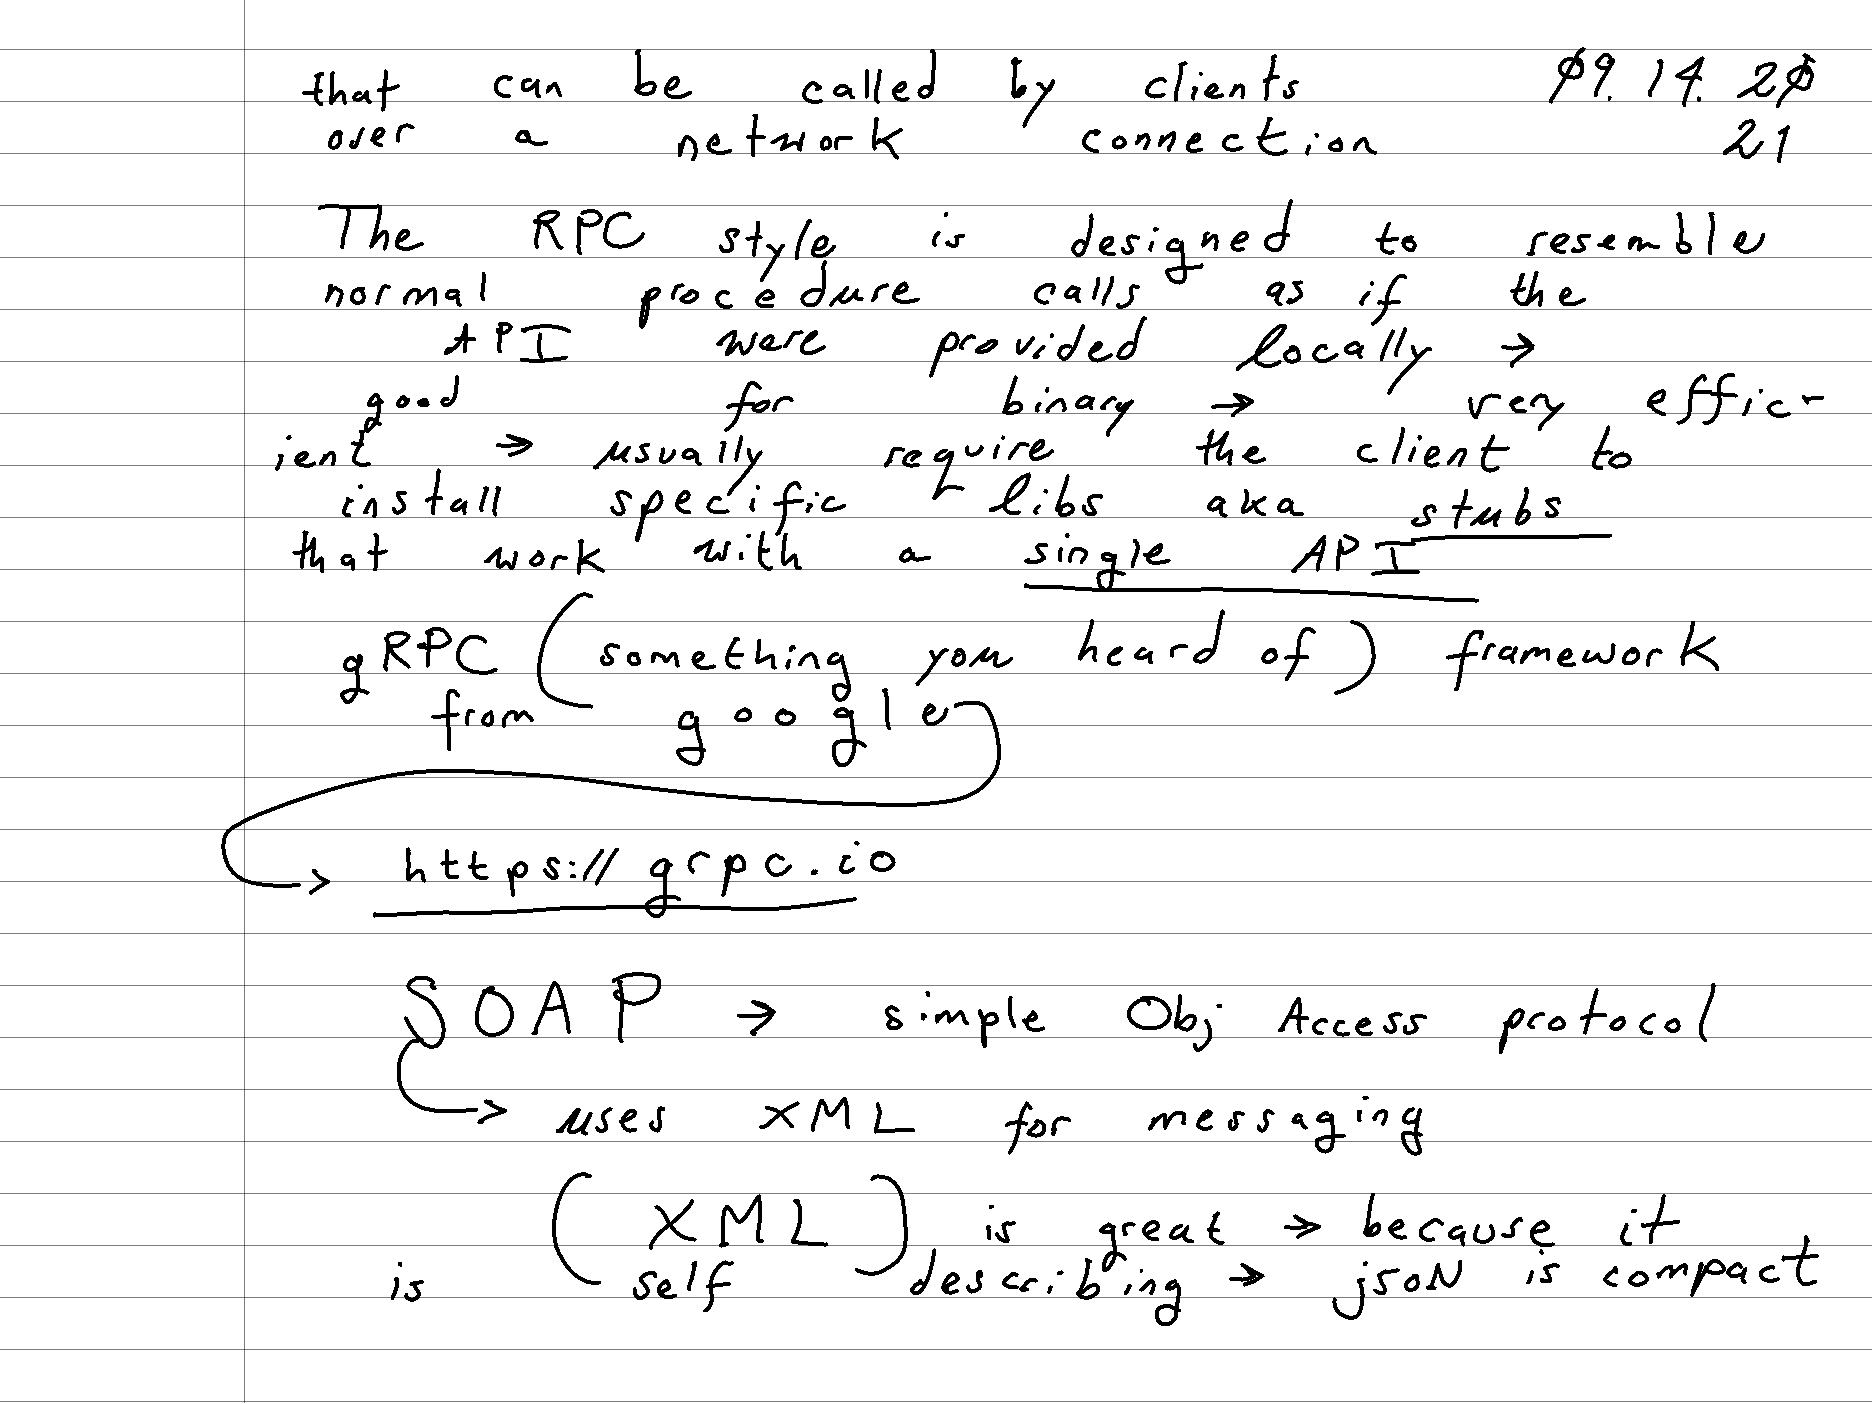 that can be called by clients 09.14.20
over a network connection 21
The RPC style is designed to resemble
normal procedure calls as if the
API were provided locally →
good for binary → very effic-
ient → usually require the client to
install specific libs aka stubs
that work with a single API
gRPC (something you heard of) framework
from google
https://grpc.io
SOAP → simple Obj Access protocol
uses XML for messaging
(XML) is great → because it
is self describing → jsoN is compact